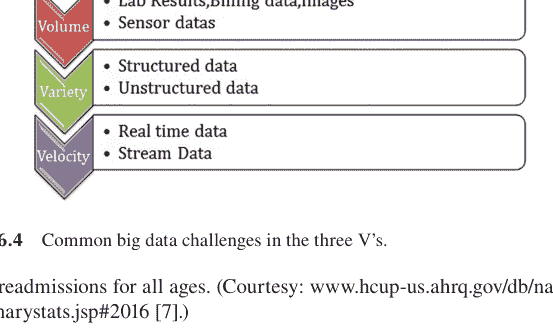 • Lab Results,Billing data,Images
Volume
• Sensor datas
• Structured data
Variety
• Unstructured data
• Real time data
Velocity
• Stream Data
6.4 Common big data challenges in the three V's.
readmissions for all ages. (Courtesy: www.hcup-us.ahrq.gov/db/na
narystats.jsp#2016 [7].)